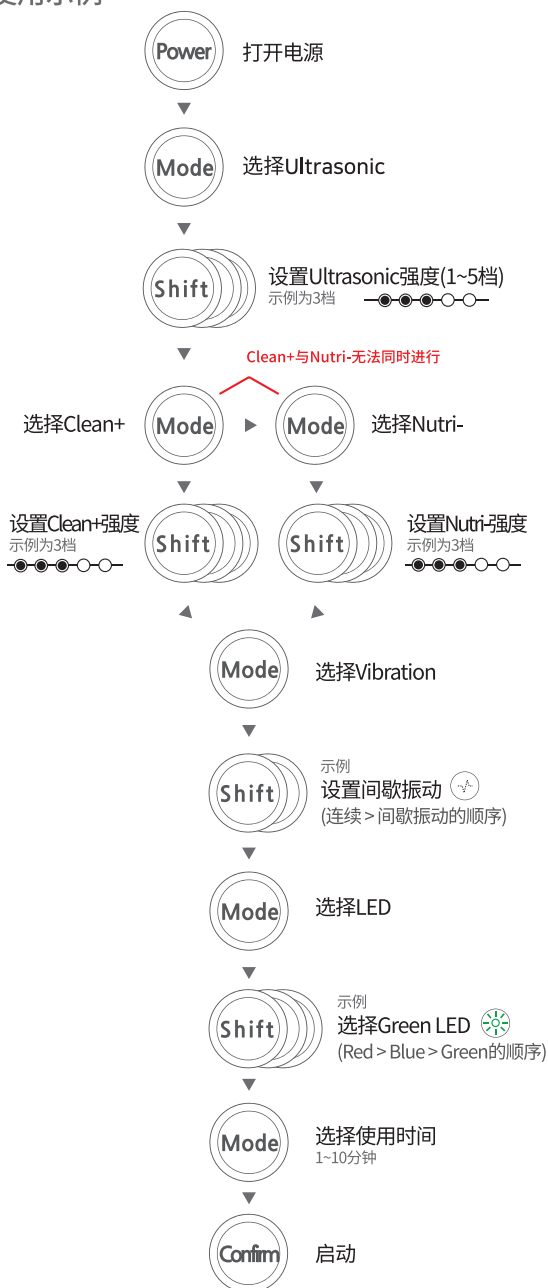 使用示例
Power 打开电源
Mode 选择Ultrasonic
Shift 设置Ultrasonic强度(1~5档)
示例为3档
Clean+与Nutri-无法同时进行
选择Clean+ Mode Mode 选择Nutri-
设置Clean+强度 Shift Shift 设置Nutri-强度
示例为3档 示例为3档
Mode 选择Vibration
示例
Shift 设置间歇振动
(连续 > 间歇振动的顺序)
Mode 选择LED
示例
Shift 选择Green LED
(Red > Blue > Green的顺序)
Mode 选择使用时间
1~10分钟
Confirm 启动